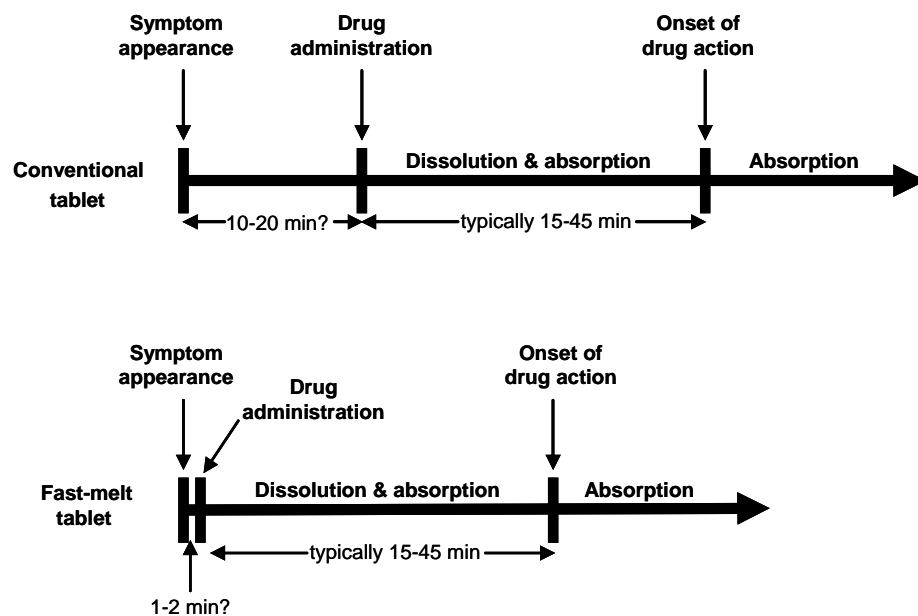 Symptom
appearance
Drug
administration
Onset of
drug action
Conventional
tablet
Dissolution & absorption
Absorption
10-20 min?
typically 15-45 min
Symptom
appearance
Drug
administration
Onset of
drug action
Fast-melt
tablet
Dissolution & absorption
Absorption
typically 15-45 min
1-2 min?